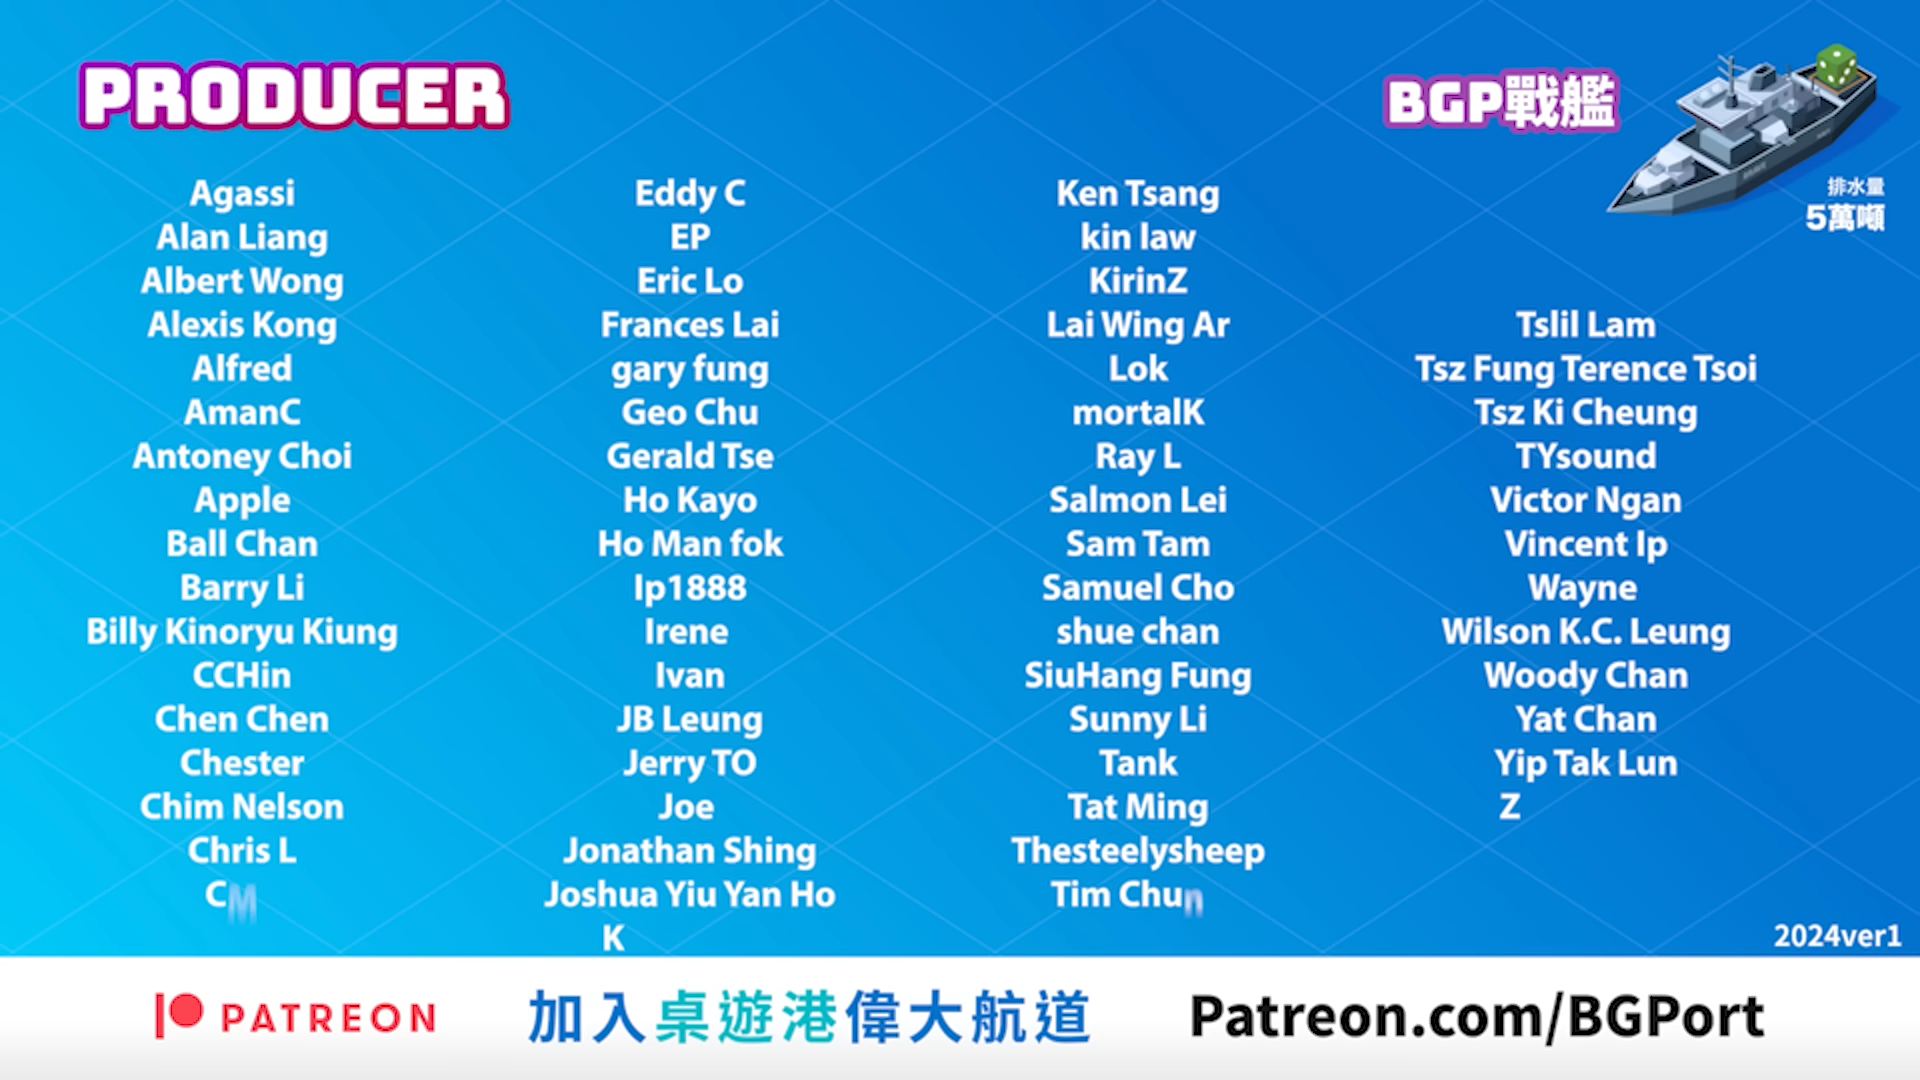 PRODUCER
BGP戰艦
排水量
5萬噸
Agassi
Alan Liang
Albert Wong
Alexis Kong
Alfred
AmanC
Antoney Choi
Apple
Ball Chan
Barry Li
Billy Kinoryu Kiung
CCHin
Chen Chen
Chester
Chim Nelson
Chris L
CM
Eddy C
EP
Eric Lo
Frances Lai
gary fung
Geo Chu
Gerald Tse
Ho Kayo
Ho Man fok
Ip1888
Irene
Ivan
JB Leung
Jerry TO
Joe
Jonathan Shing
Joshua Yiu Yan Ho
K
Ken Tsang
kin law
KirinZ
Lai Wing Ar
Lok
mortalK
Ray L
Salmon Lei
Sam Tam
Samuel Cho
shue chan
SiuHang Fung
Sunny Li
Tank
Tat Ming
Thesteelysheep
Tim Chun
Tslil Lam
Tsz Fung Terence Tsoi
Tsz Ki Cheung
TYsound
Victor Ngan
Vincent Ip
Wayne
Wilson K.C. Leung
Woody Chan
Yat Chan
Yip Tak Lun
Z
2024ver1
PATREON
加入桌遊港偉大航道
Patreon.com/BGPort